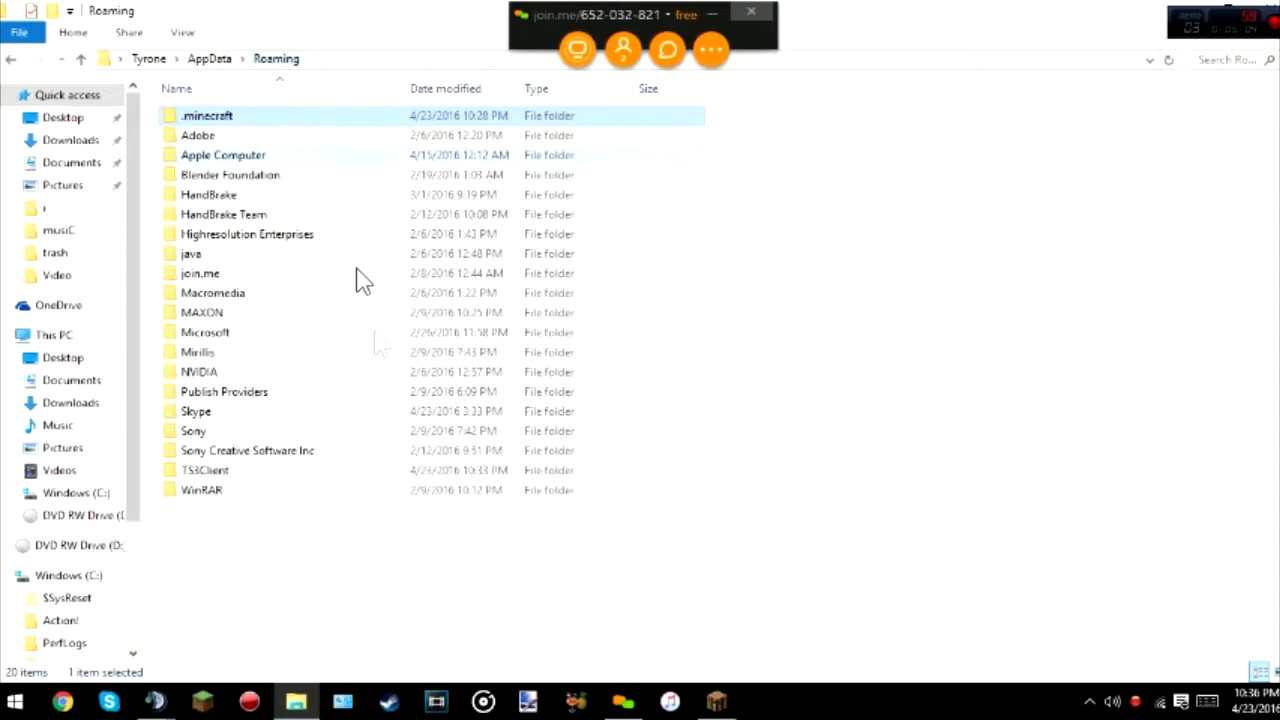 Roaming
join.me/652-032-821 • free
59
03 0:05:04
File Home Share View
Tyrone > AppData > Roaming
Search Ro...
Name Date modified Type Size
Quick access
Desktop
Downloads
Documents
Pictures
musiC
trash
Video
OneDrive
This PC
Desktop
Documents
Downloads
Music
Pictures
Videos
Windows (C:)
DVD RW Drive (
DVD RW Drive (D:
Windows (C:)
$SysReset
Action!
PerfLogs
.minecraft 4/23/2016 10:28 PM File folder
Adobe 2/6/2016 12:20 PM File folder
Apple Computer 4/15/2016 12:12 AM File folder
Blender Foundation 2/19/2016 1:03 AM File folder
HandBrake 3/1/2016 9:19 PM File folder
HandBrake Team 2/12/2016 10:08 PM File folder
Highresolution Enterprises 2/6/2016 1:43 PM File folder
java 2/6/2016 12:48 PM File folder
join.me 2/8/2016 12:44 AM File folder
Macromedia 2/6/2016 1:22 PM File folder
MAXON 2/9/2016 10:25 PM File folder
Microsoft 2/26/2016 11:58 PM File folder
Mirillis 2/9/2016 7:43 PM File folder
NVIDIA 2/6/2016 12:57 PM File folder
Publish Providers 2/9/2016 6:09 PM File folder
Skype 4/23/2016 3:33 PM File folder
Sony 2/9/2016 7:42 PM File folder
Sony Creative Software Inc 2/12/2016 9:51 PM File folder
TS3Client 4/23/2016 10:33 PM File folder
WinRAR 2/9/2016 10:12 PM File folder
20 items 1 item selected
10:36 PM
4/23/2016